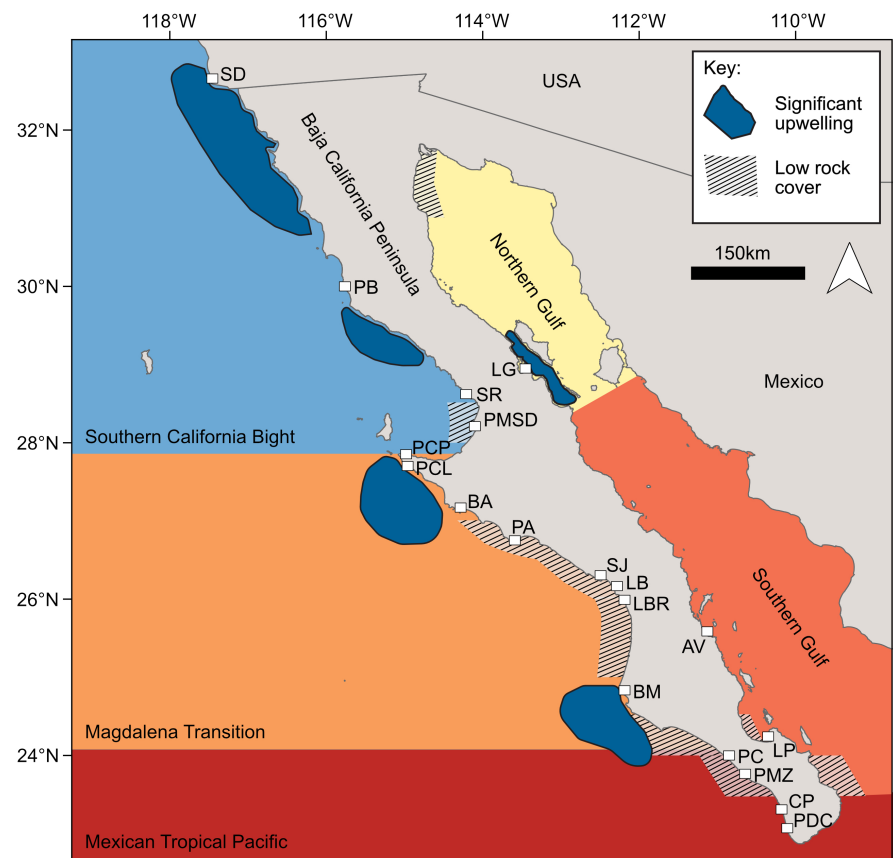 118°W
116°W
114°W
112°W
110°W
32°N
30°N
28°N
26°N
24°N
Key:
Significant
upwelling
Low rock
cover
150km
USA
Mexico
Baja California Peninsula
Northern Gulf
Southern Gulf
Southern California Bight
Magdalena Transition
Mexican Tropical Pacific
SD
PB
LG
SR
PMSD
PCP
PCL
BA
PA
SJ
LB
LBR
AV
BM
LP
PC
PMZ
CP
PDC